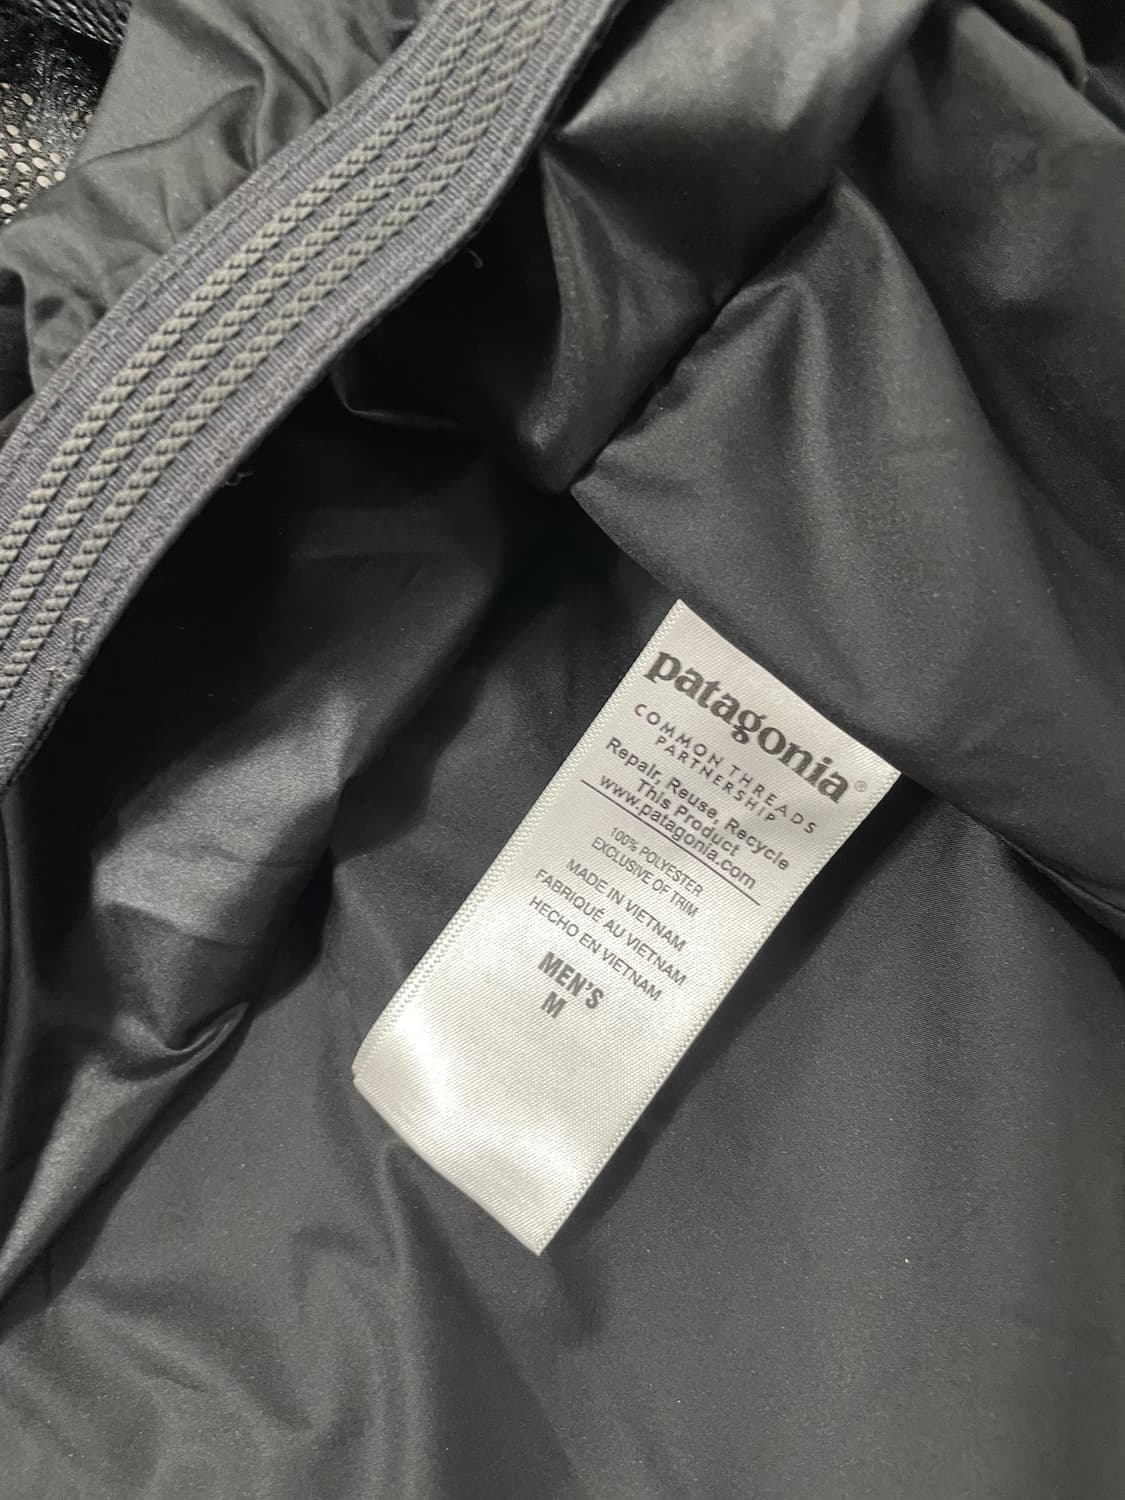 patagonia®
COMMON THREADS
PARTNERSHIP
Repair, Reuse, Recycle
This Product
www.patagonia.com
100% POLYESTER
EXCLUSIVE OF TRIM
MADE IN VIETNAM
FABRIQUÉ AU VIETNAM
HECHO EN VIETNAM
MEN'S
M